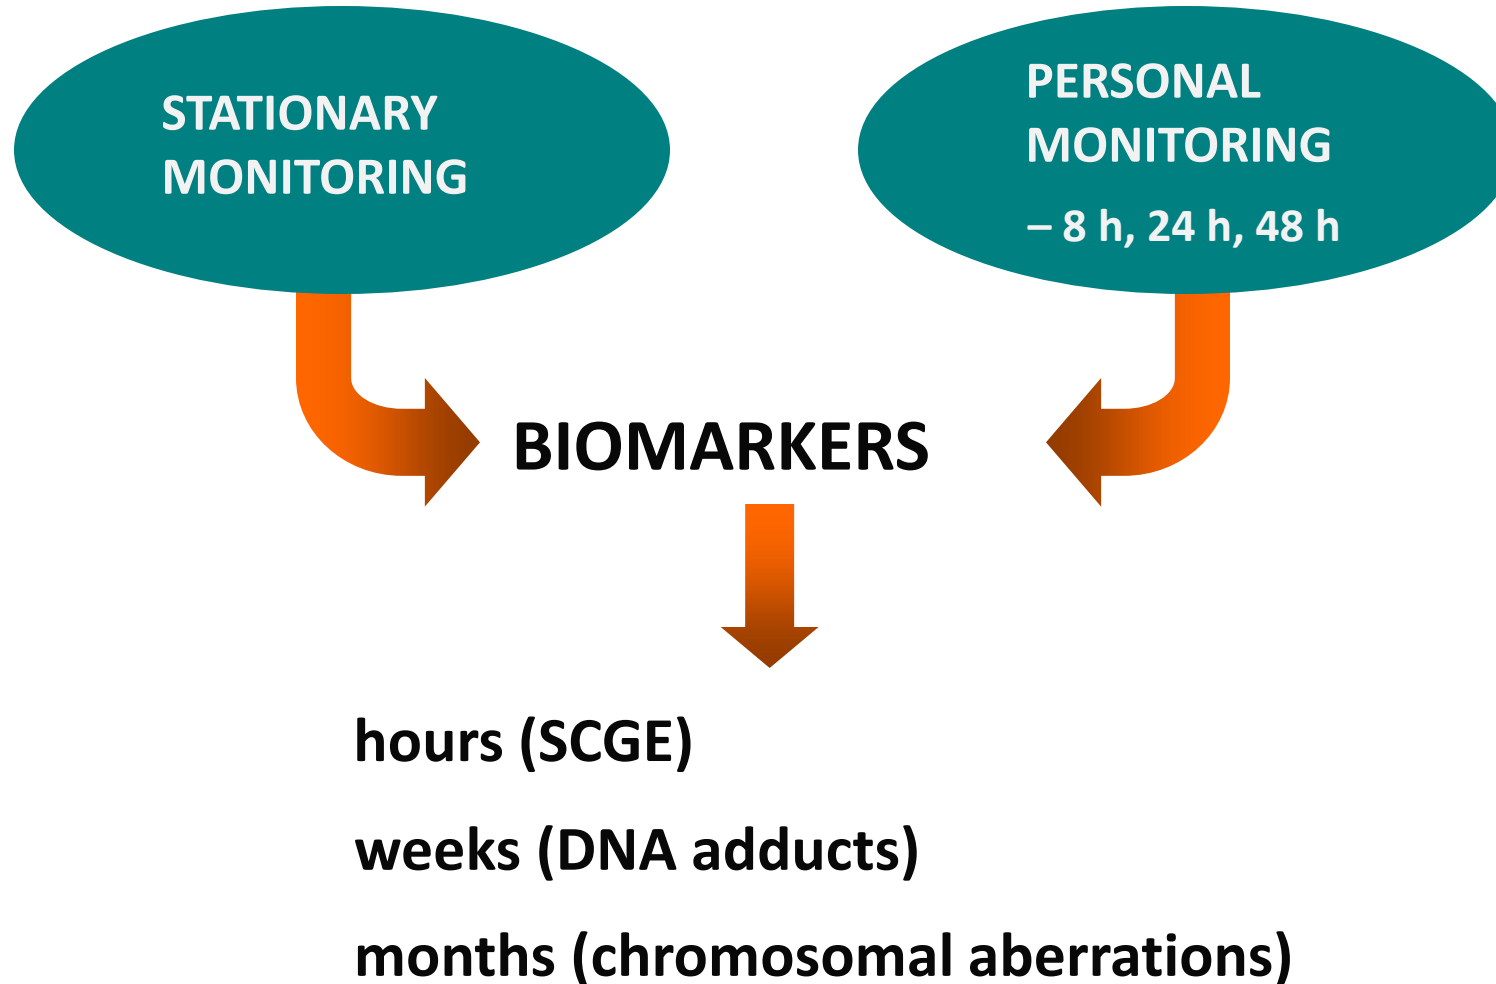 STATIONARY
MONITORING
PERSONAL
MONITORING
– 8 h, 24 h, 48 h
BIOMARKERS
hours (SCGE)
weeks (DNA adducts)
months (chromosomal aberrations)